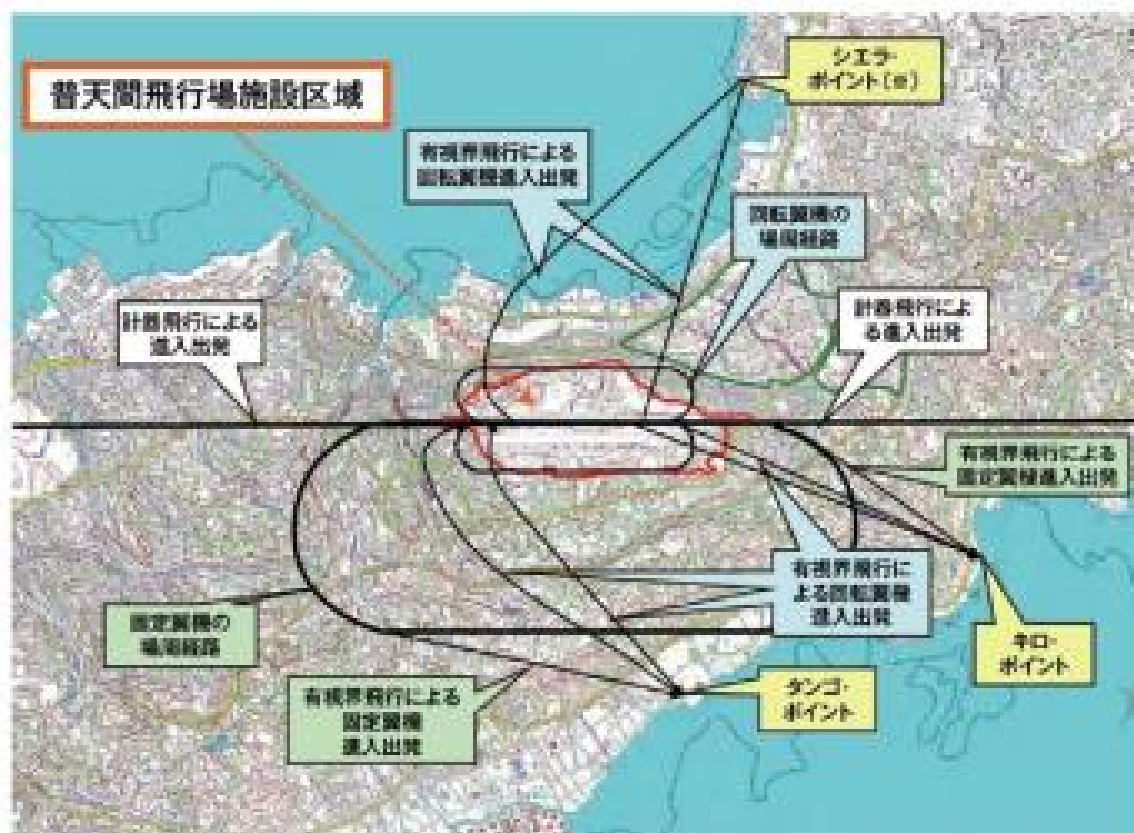 シエラ・
ポイント(※)
普天間飛行場施設区域
有視界飛行による
回転翼機進入出発
回転翼機の
場周経路
計器飛行による
進入出発
計器飛行によ
る進入出発
有視界飛行による
固定翼機進入出発
有視界飛行に
よる回転翼機
進入出発
固定翼機の
場周経路
キロ・
ポイント
タンゴ・
ポイント
有視界飛行による
固定翼機
進入出発